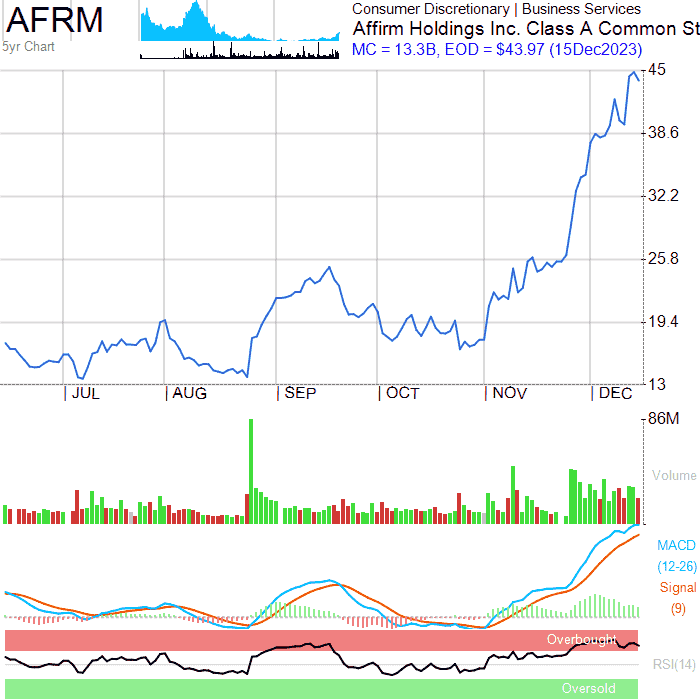 AFRM
5yr Chart
Consumer Discretionary | Business Services
Affirm Holdings Inc. Class A Common St
MC = 13.3B, EOD = $43.97 (15Dec2023)
45
38.6
32.2
25.8
19.4
13
JUL AUG SEP OCT NOV DEC
86M
Volume
MACD
(12-26)
Signal
(9)
Overbought
RSI(14)
Oversold